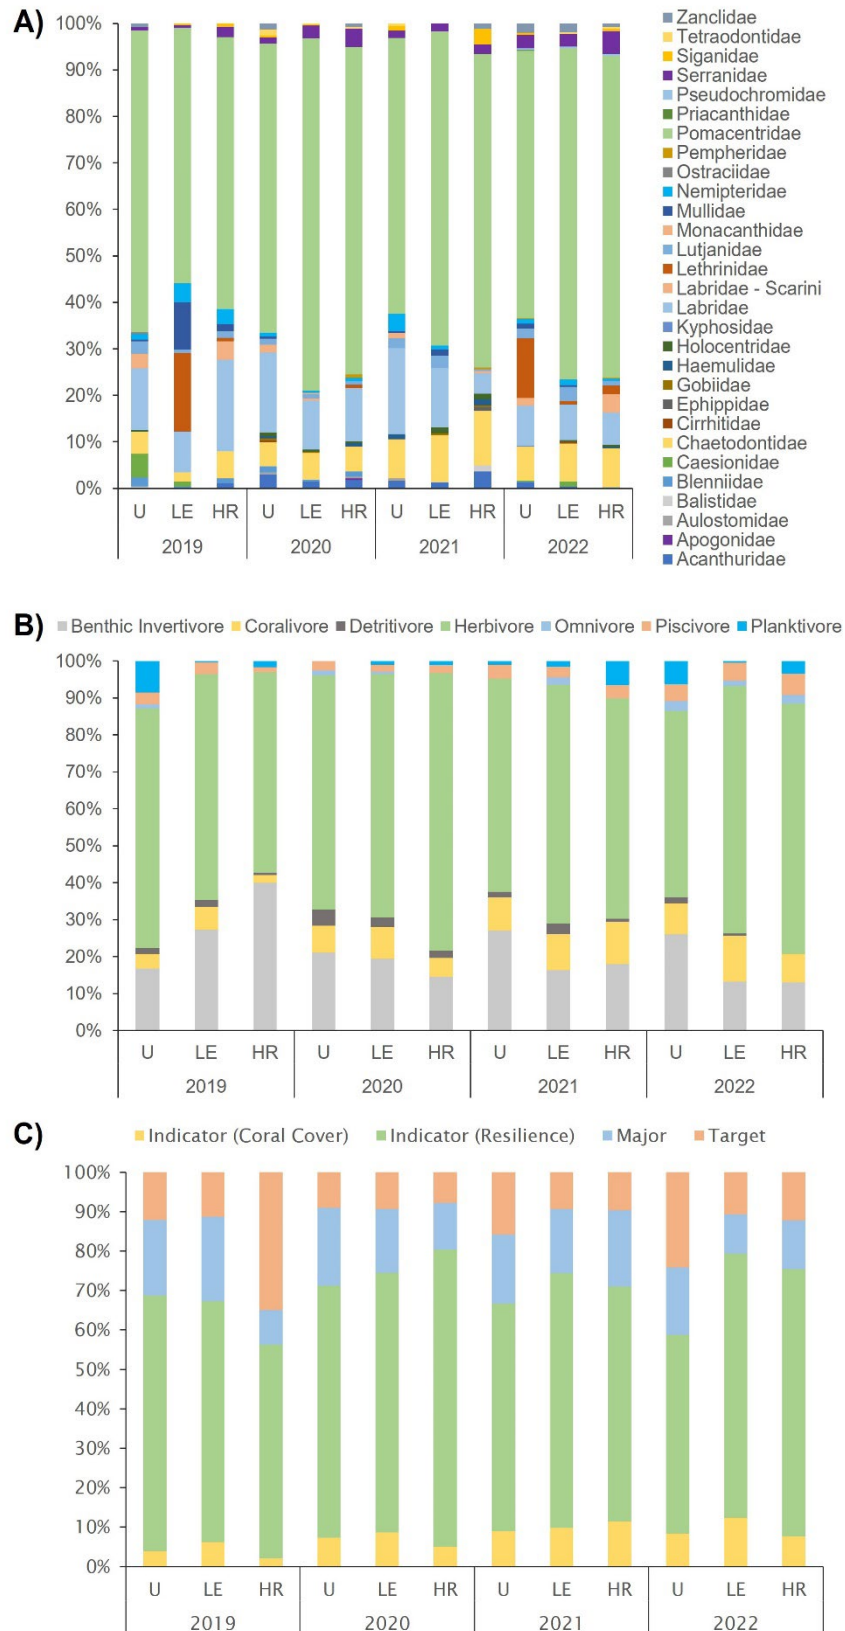 A)
100%
90%
80%
70%
60%
50%
40%
30%
20%
10%
0%
U LE HR U LE HR U LE HR U LE HR
2019 2020 2021 2022
Zanclidae
Tetraodontidae
Siganidae
Serranidae
Pseudochromidae
Priacanthidae
Pomacentridae
Pempheridae
Ostraciidae
Nemipteridae
Mullidae
Monacanthidae
Lutjanidae
Lethrinidae
Labridae - Scarini
Labridae
Kyphosidae
Holocentridae
Haemulidae
Gobiidae
Ephippidae
Cirrhitidae
Chaetodontidae
Caesionidae
Blenniidae
Balistidae
Aulostomidae
Apogonidae
Acanthuridae
B)
Benthic Invertivore Coralivore Detritivore Herbivore Omnivore Piscivore Planktivore
100%
90%
80%
70%
60%
50%
40%
30%
20%
10%
0%
U LE HR U LE HR U LE HR U LE HR
2019 2020 2021 2022
C)
Indicator (Coral Cover) Indicator (Resilience) Major Target
100%
90%
80%
70%
60%
50%
40%
30%
20%
10%
0%
U LE HR U LE HR U LE HR U LE HR
2019 2020 2021 2022